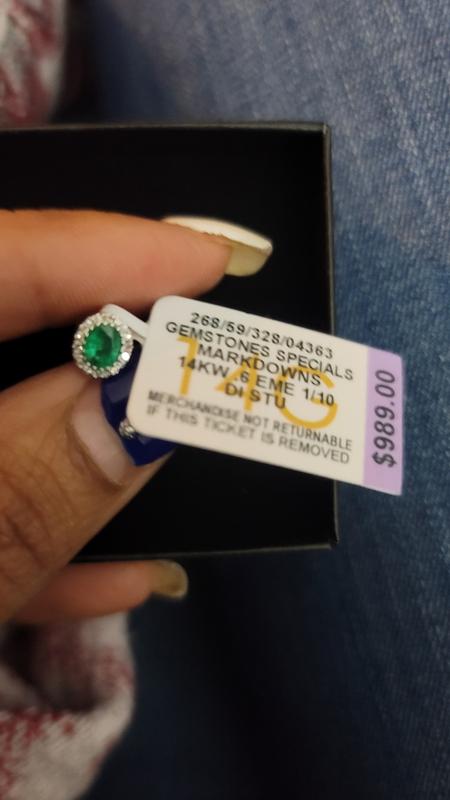 268/59/328/04363
GEMSTONES SPECIALS
MARKDOWNS
14KW .6 EME 1/10
DI STU
MERCHANDISE NOT RETURNABLE
IF THIS TICKET IS REMOVED
14G
$989.00